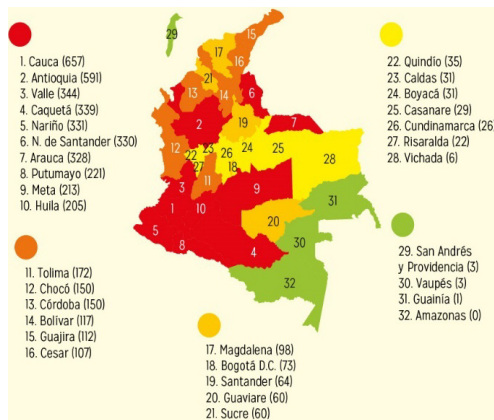 1. Cauca (657)
2. Antioquia (591)
3. Valle (344)
4. Caquetá (339)
5. Nariño (331)
6. N. de Santander (330)
7. Arauca (328)
8. Putumayo (221)
9. Meta (213)
10. Huila (205)
11. Tolima (172)
12. Chocó (150)
13. Córdoba (150)
14. Bolívar (117)
15. Guajira (112)
16. Cesar (107)
17. Magdalena (98)
18. Bogotá D.C. (73)
19. Santander (64)
20. Guaviare (60)
21. Sucre (60)
22. Quindío (35)
23. Caldas (31)
24. Boyacá (31)
25. Casanare (29)
26. Cundinamarca (26)
27. Risaralda (22)
28. Vichada (6)
29. San Andrés
y Providencia (3)
30. Vaupés (3)
31. Guainía (1)
32. Amazonas (0)
29
15
17
16
21
13
14
6
2
19
7
12
23
22
26
24
25
28
27
18
11
3
9
31
1
10
20
30
5
8
4
32